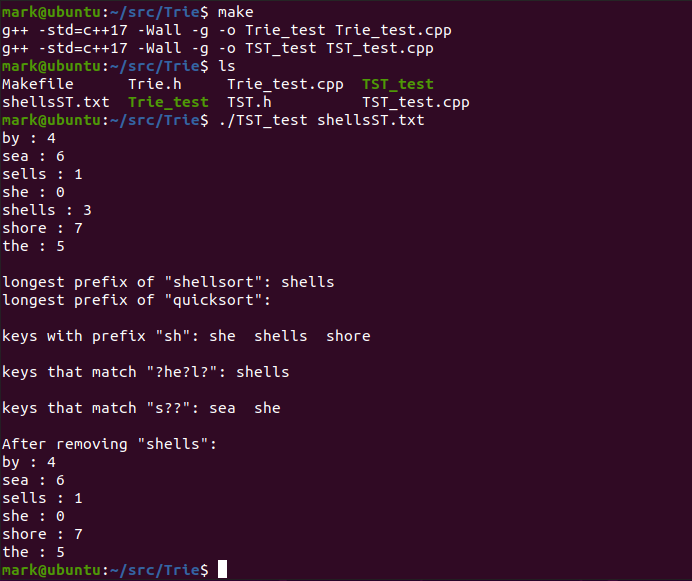 mark@ubuntu:~/src/Trie$ make
g++ -std=c++17 -Wall -g -o Trie_test Trie_test.cpp
g++ -std=c++17 -Wall -g -o TST_test TST_test.cpp
mark@ubuntu:~/src/Trie$ ls
Makefile      Trie.h     Trie_test.cpp  TST_test
shellsST.txt  Trie_test  TST.h          TST_test.cpp
mark@ubuntu:~/src/Trie$ ./TST_test shellsST.txt
by : 4
sea : 6
sells : 1
she : 0
shells : 3
shore : 7
the : 5
longest prefix of "shellsort": shells
longest prefix of "quicksort":
keys with prefix "sh": she  shells  shore
keys that match "?he?l?": shells
keys that match "s??": sea  she
After removing "shells":
by : 4
sea : 6
sells : 1
she : 0
shore : 7
the : 5
mark@ubuntu:~/src/Trie$